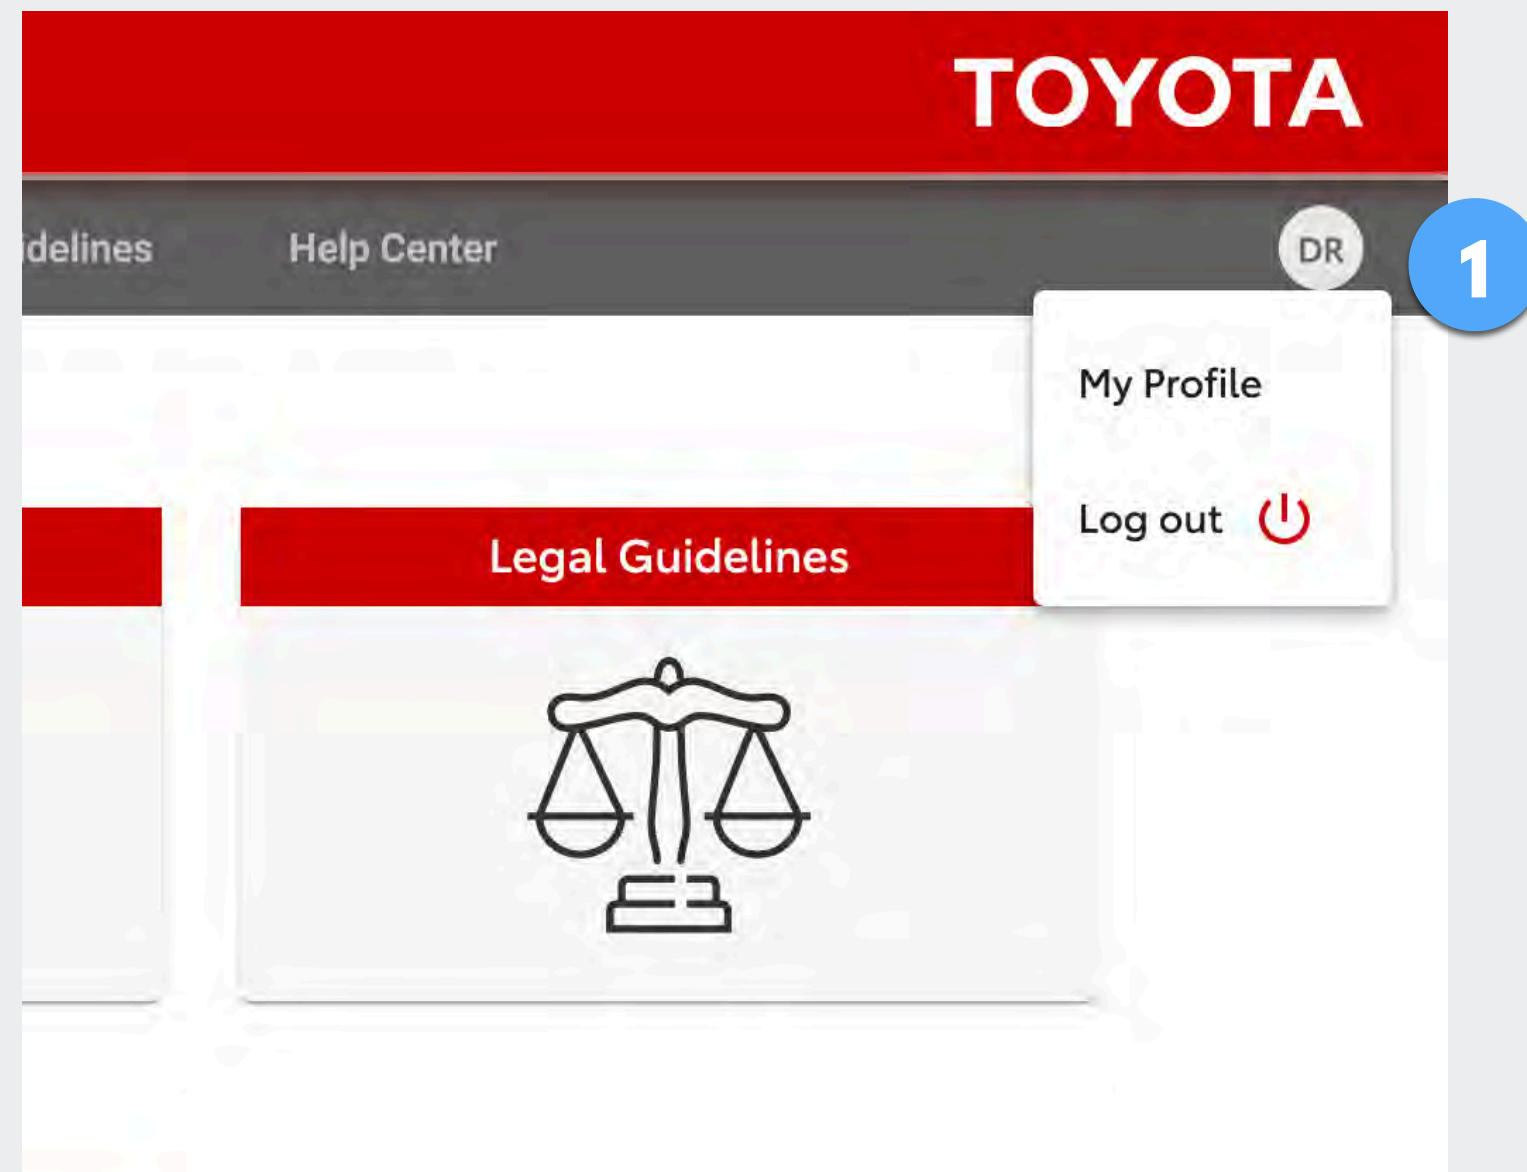 TOYOTA
idelines
Help Center
DR
1
My Profile
Log out
Legal Guidelines